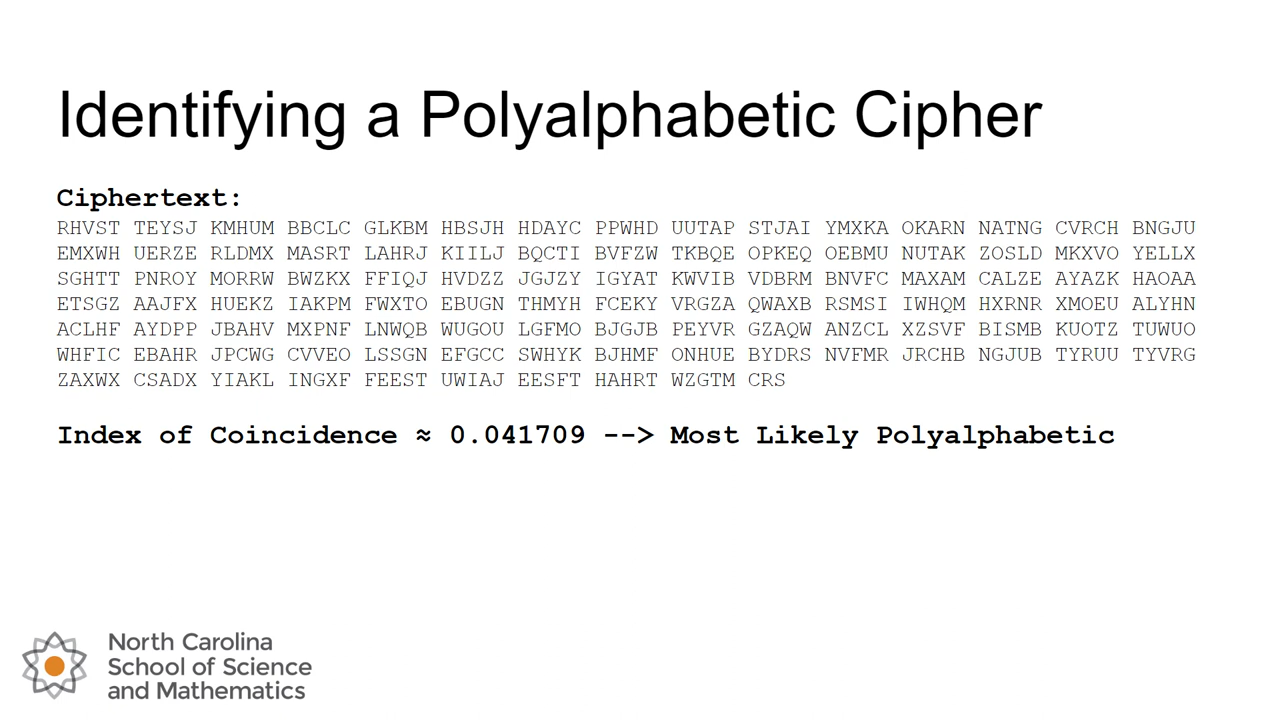 Identifying a Polyalphabetic Cipher
Ciphertext:
RHVST TEYSJ KMHUM BBCLC GLKBM HBSJH HDAYC PPWHD UUTAP STJAI YMXKA OKARN NATNG CVRCH BNGJU
EMXWH UERZE RLDMX MASRT LAHRJ KIILJ BQCTI BVFZW TKBQE OPKEQ OEBMU NUTAK ZOSLD MKXVO YELLX
SGHTT PNROY MORRW BWZKX FFIQJ HVDZZ JGJZY IGYAT KWVIB VDBRM BNVFC MAXAM CALZE AYAZK HAOAA
ETSGZ AAJFX HUEKZ IAKPM FWXTO EBUGN THMYH FCEKY VRGZA QWAXB RSMSI IWHQM HXRNR XMOEU ALYHN
ACLHF AYDPP JBAHV MXPNF LNWQB WUGOU LGFMO BJGJB PEYVR GZAQW ANZCL XZSVF BISMB KUOTZ TUWUO
WHFIC EBAHR JPCWG CVVEO LSSGN EFGCC SWHYK BJHMF ONHUE BYDRS NVFMR JRCHB NGJUB TYRUU TYVRG
ZAXWX CSADX YIAKL INGXF FEEST UWIAJ EESFT HAHRT WZGTM CRS
Index of Coincidence ≈ 0.041709 --> Most Likely Polyalphabetic
North Carolina
School of Science
and Mathematics